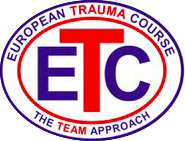 EUROPEAN TRAUMA COURSE
ETC
THE TEAM APPROACH